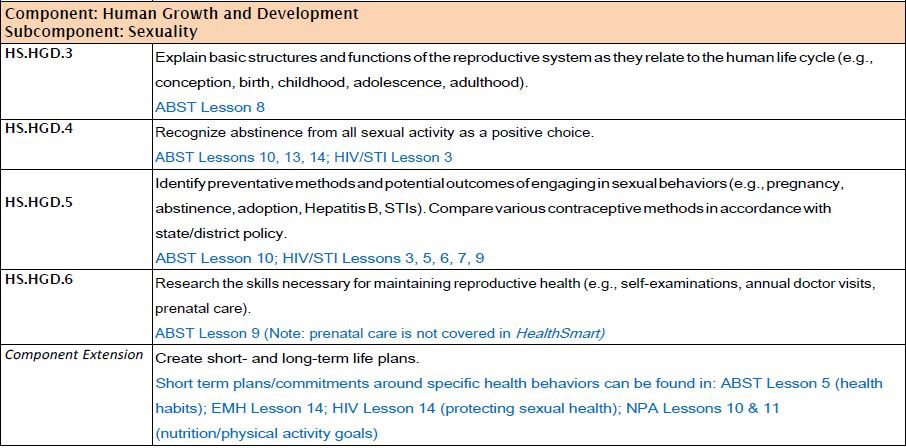 Component: Human Growth and Development
Subcomponent: Sexuality
HS.HGD.3
Explain basic structures and functions of the reproductive system as they relate to the human life cycle (e.g.,
conception, birth, childhood, adolescence, adulthood).
ABST Lesson 8
HS.HGD.4
Recognize abstinence from all sexual activity as a positive choice.
ABST Lessons 10, 13, 14; HIV/STI Lesson 3
HS.HGD.5
Identify preventative methods and potential outcomes of engaging in sexual behaviors (e.g., pregnancy,
abstinence, adoption, Hepatitis B, STIs). Compare various contraceptive methods in accordance with
state/district policy.
ABST Lesson 10; HIV/STI Lessons 3, 5, 6, 7, 9
HS.HGD.6
Research the skills necessary for maintaining reproductive health (e.g., self-examinations, annual doctor visits,
prenatal care).
ABST Lesson 9 (Note: prenatal care is not covered in HealthSmart)
Component Extension
Create short- and long-term life plans.
Short term plans/commitments around specific health behaviors can be found in: ABST Lesson 5 (health
habits); EMH Lesson 14; HIV Lesson 14 (protecting sexual health); NPA Lessons 10 & 11
(nutrition/physical activity goals)